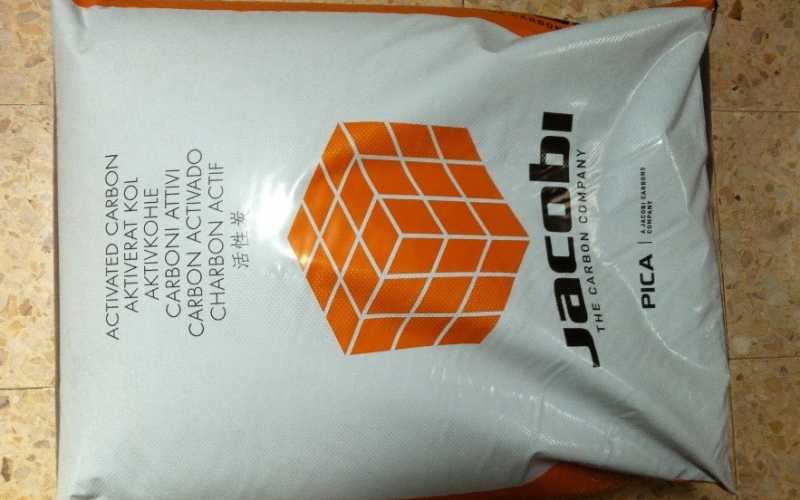 ACTIVATED CARBON
AKTIVERAT KOL
AKTIVKOHLE
CARBONI ATTIVI
CARBON ACTIVADO
CHARBON ACTIF
活性炭
Jacobi
THE CARBON COMPANY
PICA
A JACOBI CARBONS
COMPANY